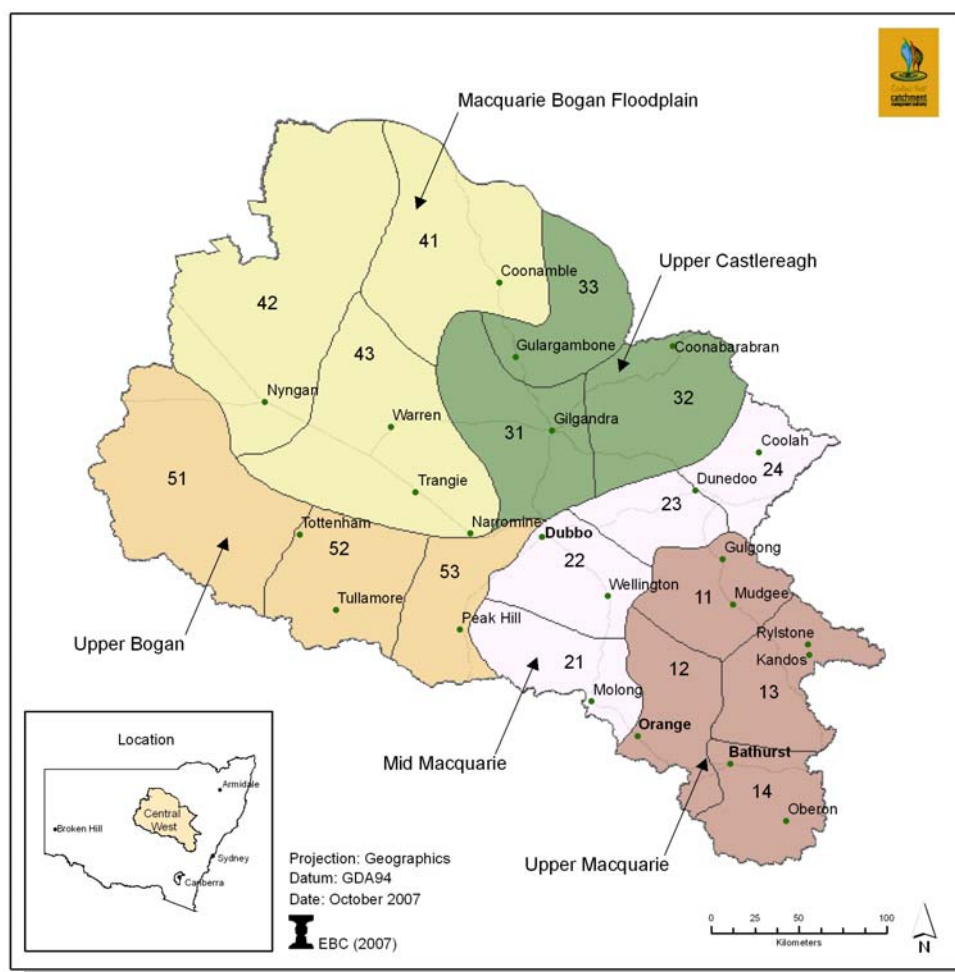 Macquarie Bogan Floodplain
catchment
41
Upper Castlereagh
Coonamble
33
42
43
Gulargambone
Coonabarabran
Nyngan
32
Warren
31
Gilgandra
Coolah
24
51
Trangie
Dunedoo
23
Tottenham
Narromine
Dubbo
52
22
Gulgong
53
Wellington
11
Tullamore
Mudgee
Peak Hill
Upper Bogan
Rylstone
21
12
Kandos
13
Molong
Orange
Mid Macquarie
Bathurst
14
Oberon
Upper Macquarie
Location
Armidale
Central
West
Broken Hill
Sydney
Canberra
Projection: Geographics
Datum: GDA94
Date: October 2007
EBC (2007)
0 25 50 100
Kilometers
N